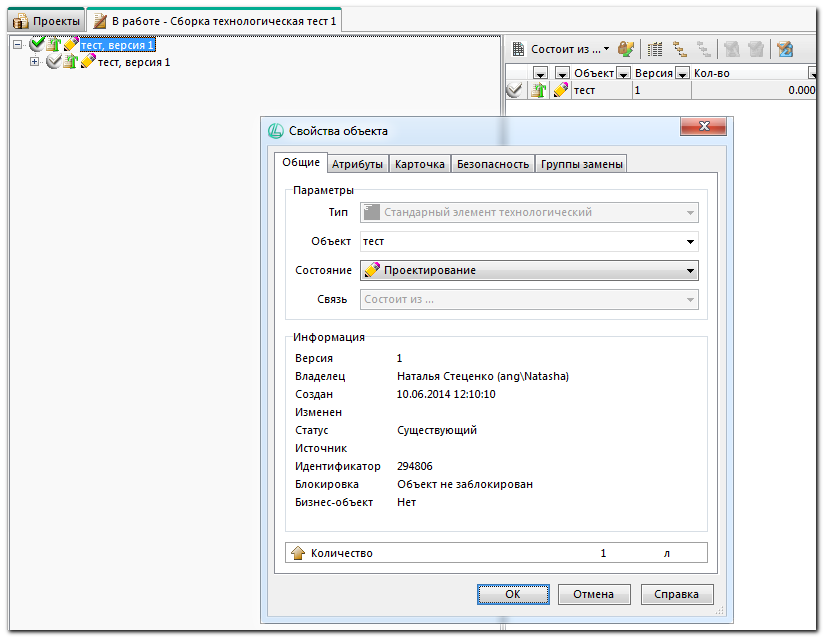 Проекты
В работе - Сборка технологическая тест 1
тест, версия 1
тест, версия 1
Состоит из ...
Объект Версия Кол-во
тест 1 0.000
Свойства объекта
Общие Атрибуты Карточка Безопасность Группы замены
Параметры
Тип Стандарный элемент технологический
Объект тест
Состояние Проектирование
Связь Состоит из ...
Информация
Версия 1
Владелец Наталья Стеценко (ang\Natasha)
Создан 10.06.2014 12:10:10
Изменен
Статус Существующий
Источник
Идентификатор 294806
Блокировка Объект не заблокирован
Бизнес-объект Нет
Количество 1 л
OK Отмена Справка